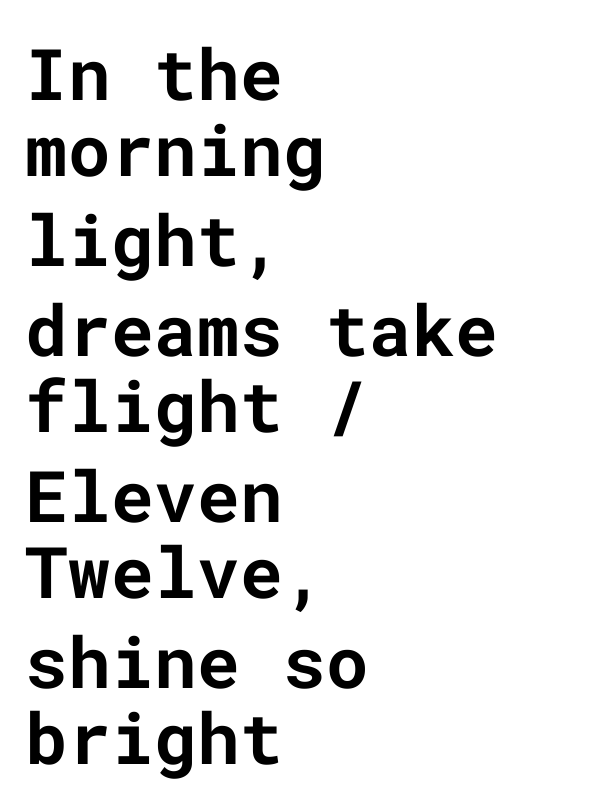 In the
morning
light,
dreams take
flight /
Eleven
Twelve,
shine so
bright